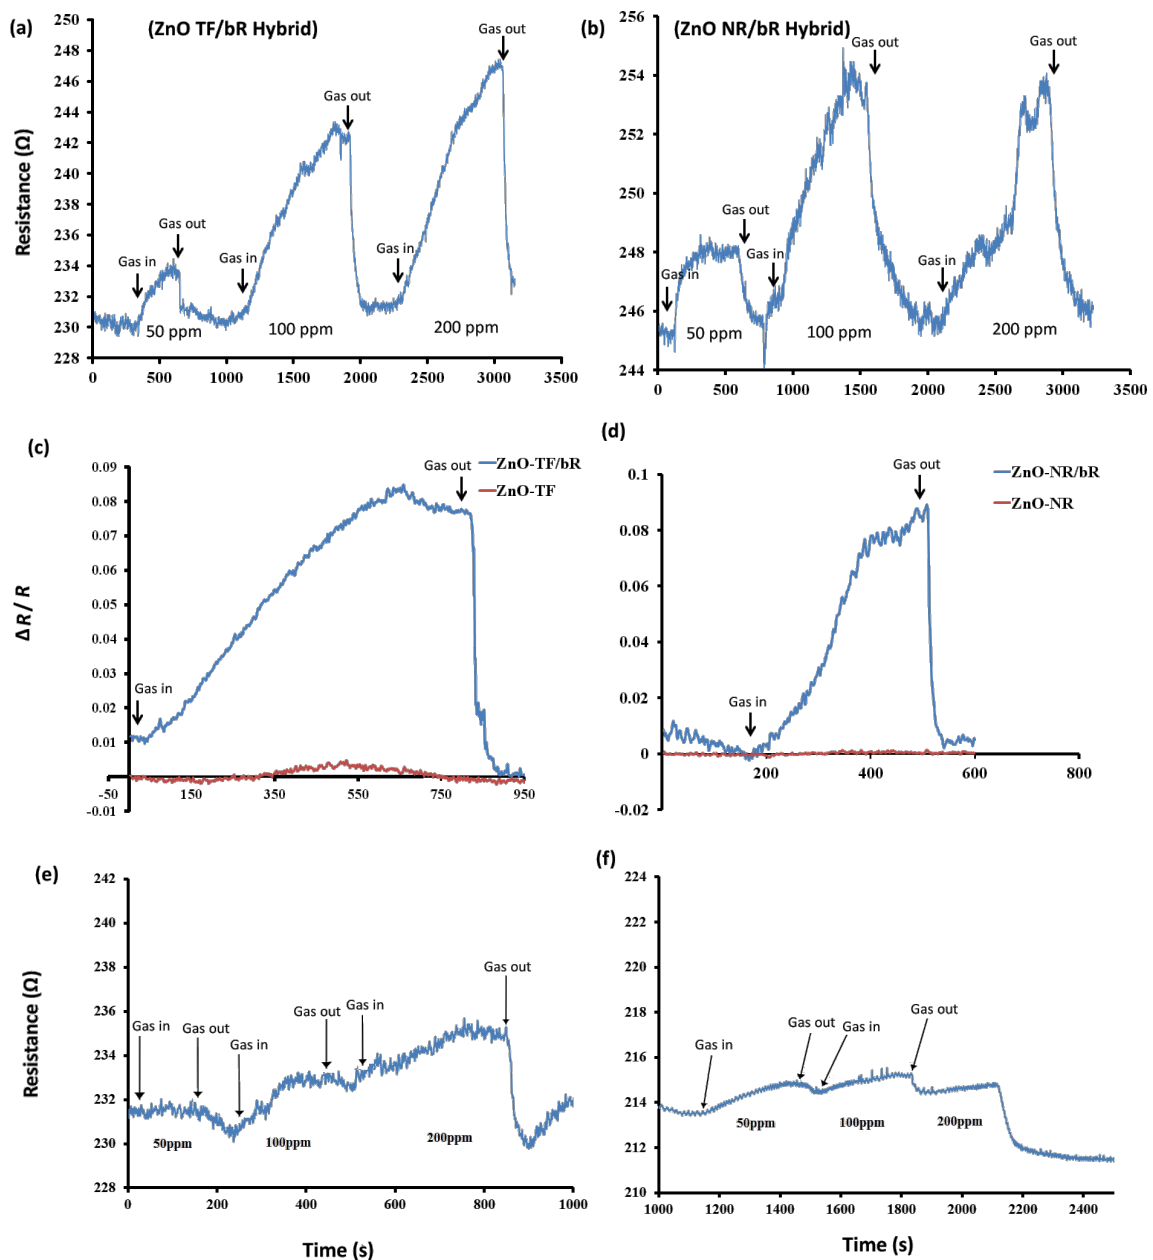 (a)
(ZnO TF/bR Hybrid)
Resistance (Ω)
250
248
246
244
242
240
238
236
234
232
230
228
Gas in
Gas out
Gas in
Gas out
Gas in
Gas out
50 ppm
100 ppm
200 ppm
0
500
1000
1500
2000
2500
3000
3500
(b)
(ZnO NR/bR Hybrid)
256
254
252
250
248
246
244
Gas in
Gas out
Gas in
Gas out
Gas in
Gas out
50 ppm
100 ppm
200 ppm
0
500
1000
1500
2000
2500
3000
3500
(c)
Δ R / R
0.09
0.08
0.07
0.06
0.05
0.04
0.03
0.02
0.01
0
-0.01
Gas in
Gas out
ZnO-TF/bR
ZnO-TF
-50
150
350
550
750
950
(d)
0.1
0.08
0.06
0.04
0.02
0
-0.02
Gas in
Gas out
ZnO-NR/bR
ZnO-NR
200
400
600
800
(e)
Resistance (Ω)
242
240
239
238
236
235
234
232
231
230
228
Gas in
Gas out
Gas in
Gas out
Gas in
Gas out
50ppm
100ppm
200ppm
0
200
400
600
800
1000
Time (s)
(f)
224
222
220
218
216
214
212
210
Gas in
Gas out
Gas in
Gas out
50ppm
100ppm
200ppm
1000
1200
1400
1600
1800
2000
2200
2400
Time (s)